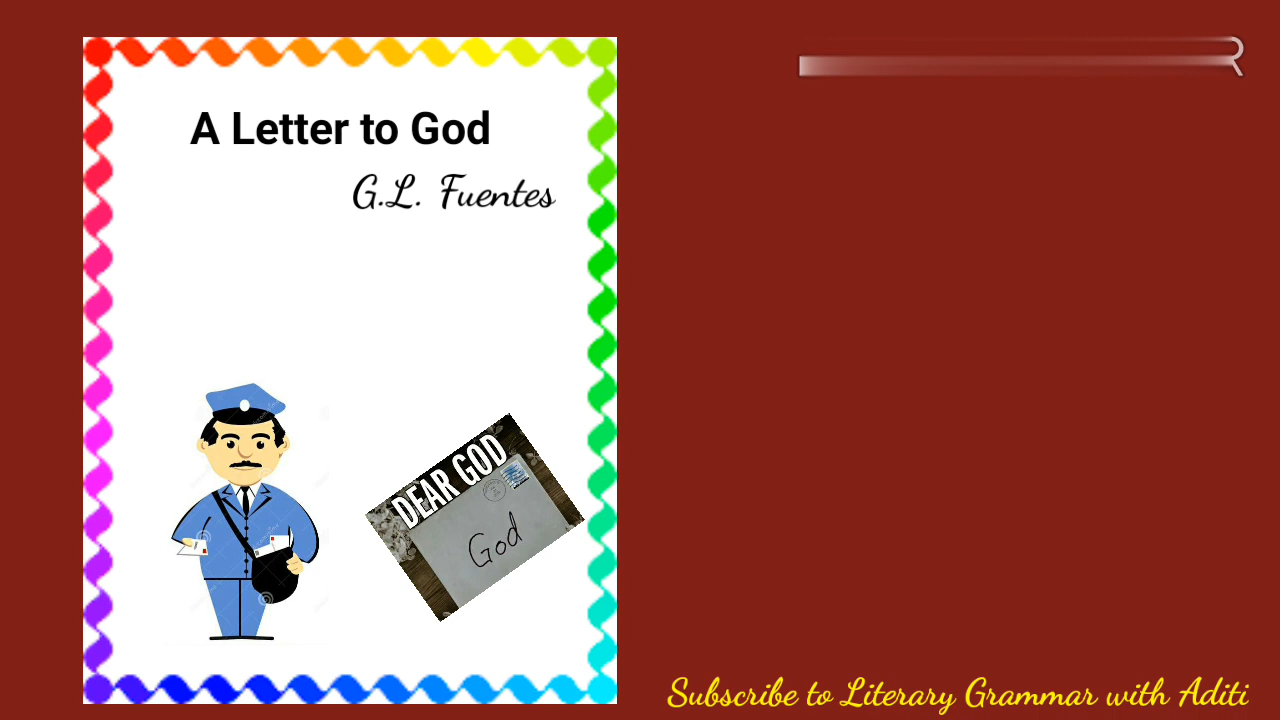 A Letter to God
G.L. Fuentes
DEAR GOD
God
Subscribe to Literary Grammar with Aditi